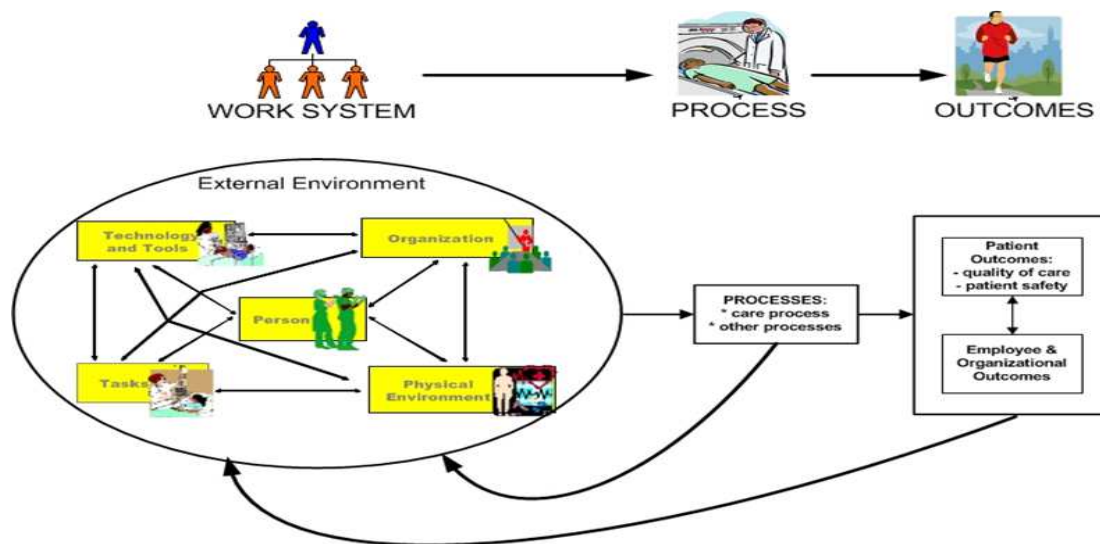 WORK SYSTEM
PROCESS
OUTCOMES
External Environment
Technology
and Tools
Organization
Person
Tasks
Physical
Environment
PROCESSES:
* care process
* other processes
Patient
Outcomes:
- quality of care
- patient safety
Employee &
Organizational
Outcomes